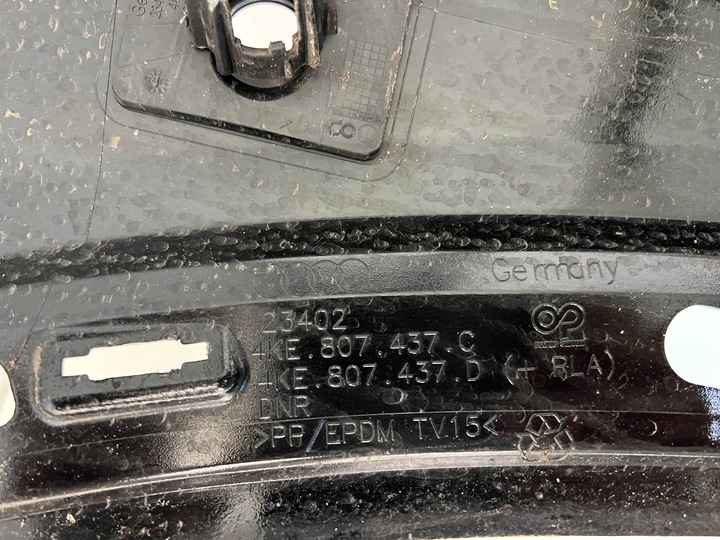 Germany
23402
4KE.807.437 C
4KE.807.437.D (+ RLA)
DNR
>PP/EPDM TV15<